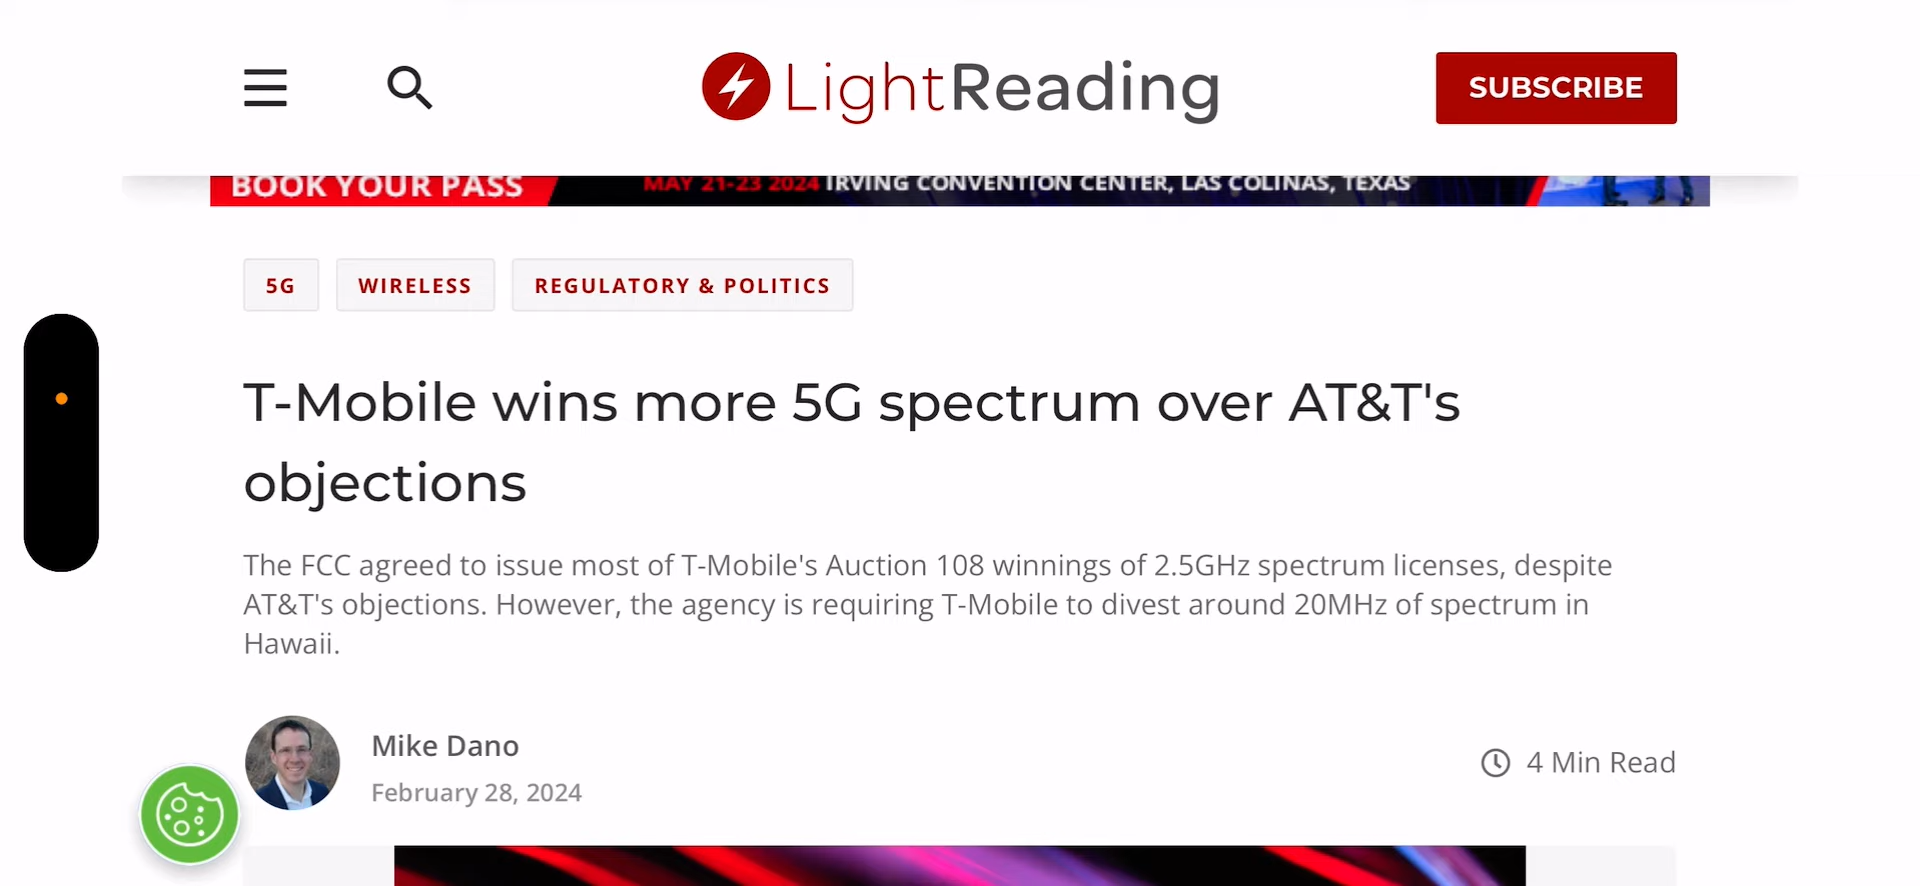 LightReading
SUBSCRIBE
BOOK YOUR PASS
MAY 21-23 2024 IRVING CONVENTION CENTER, LAS COLINAS, TEXAS
5G
WIRELESS
REGULATORY & POLITICS
T-Mobile wins more 5G spectrum over AT&T's
objections
The FCC agreed to issue most of T-Mobile's Auction 108 winnings of 2.5GHz spectrum licenses, despite
AT&T's objections. However, the agency is requiring T-Mobile to divest around 20MHz of spectrum in
Hawaii.
Mike Dano
February 28, 2024
4 Min Read